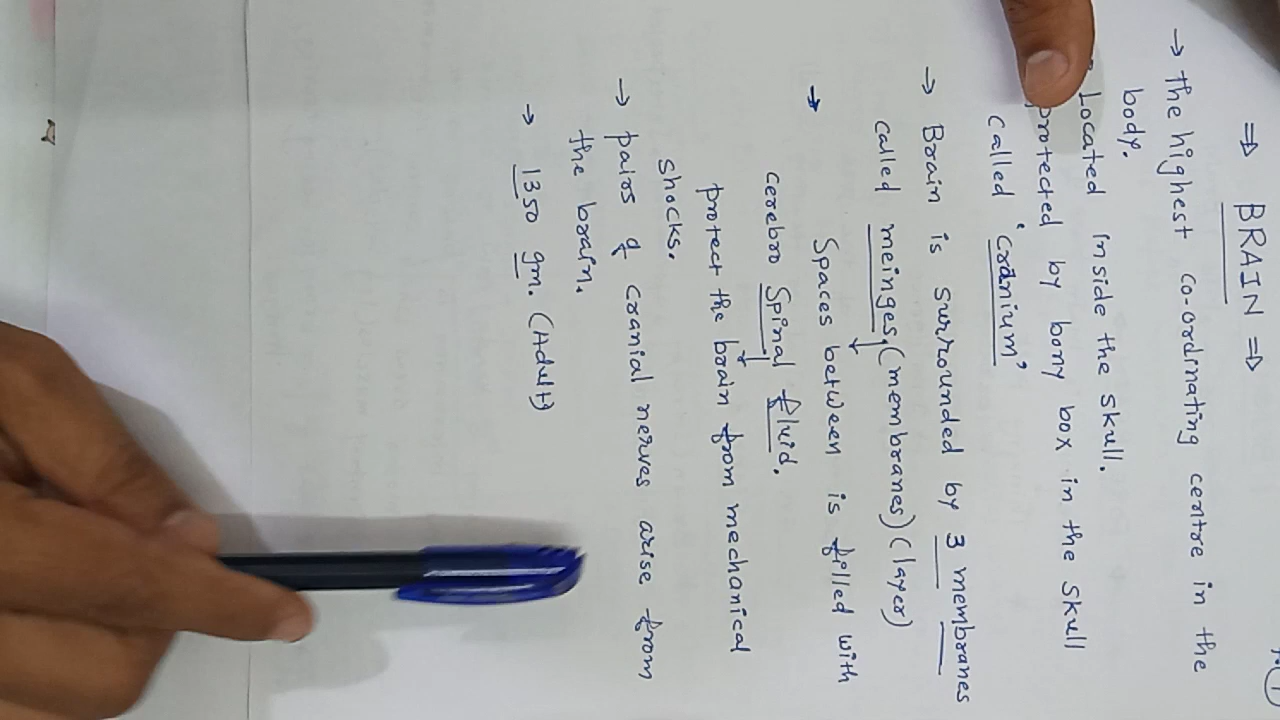 ⇒ BRAIN ⇒
→ the highest co-ordinating centre in the
body.
Located inside the skull.
protected by bony box in the skull
called 'cranium'
→ Brain is surrounded by 3 membranes
called meinges, (membranes) (layer)
→ Spaces between is filled with
cerebro spinal fluid.
protect the brain from mechanical
shocks.
→ pairs of cranial nerves arise from
the brain.
→ 1350 gm. (Adult)